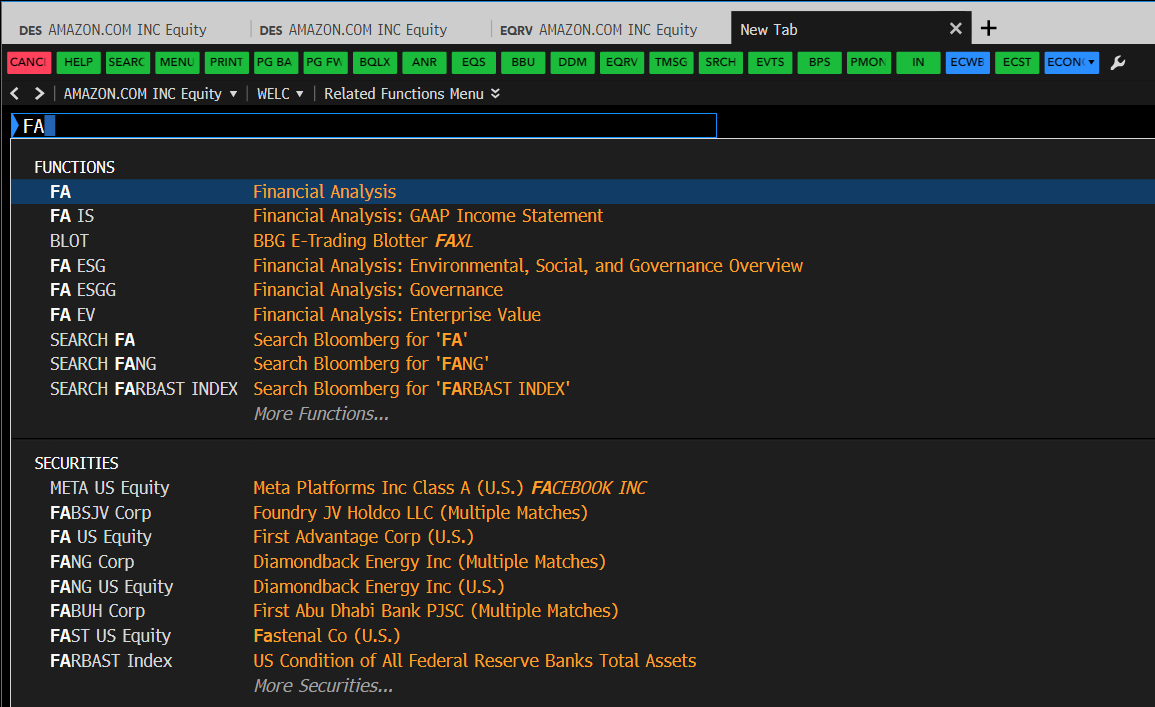 DES AMAZON.COM INC Equity DES AMAZON.COM INC Equity EQRV AMAZON.COM INC Equity New Tab
CANC HELP SEARC MENU PRINT PG BA PG FW BQLX ANR EQS BBU DDM EQRV TMSG SRCH EVTS BPS PMON IN ECWB ECST ECON
AMAZON.COM INC Equity WELC Related Functions Menu
FA
FUNCTIONS
FA Financial Analysis
FA IS Financial Analysis: GAAP Income Statement
BLOT BBG E-Trading Blotter FAXL
FA ESG Financial Analysis: Environmental, Social, and Governance Overview
FA ESGG Financial Analysis: Governance
FA EV Financial Analysis: Enterprise Value
SEARCH FA Search Bloomberg for 'FA'
SEARCH FANG Search Bloomberg for 'FANG'
SEARCH FARBAST INDEX Search Bloomberg for 'FARBAST INDEX'
More Functions...
SECURITIES
META US Equity Meta Platforms Inc Class A (U.S.) FACEBOOK INC
FABSJV Corp Foundry JV Holdco LLC (Multiple Matches)
FA US Equity First Advantage Corp (U.S.)
FANG Corp Diamondback Energy Inc (Multiple Matches)
FANG US Equity Diamondback Energy Inc (U.S.)
FABUH Corp First Abu Dhabi Bank PJSC (Multiple Matches)
FAST US Equity Fastenal Co (U.S.)
FARBAST Index US Condition of All Federal Reserve Banks Total Assets
More Securities...